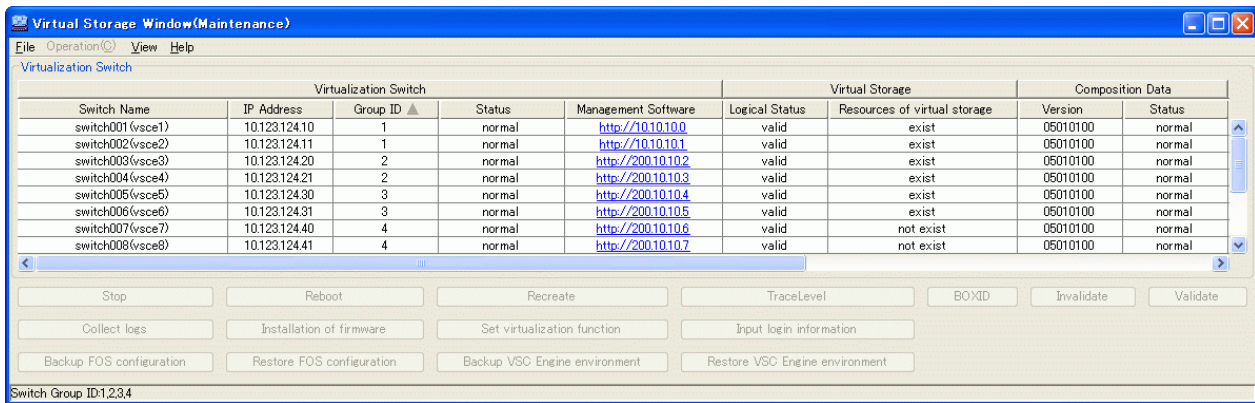 Virtual Storage Window(Maintenance)
File Operation(C) View Help
Virtualization Switch
Virtualization Switch Virtual Storage Composition Data
Switch Name IP Address Group ID Status Management Software Logical Status Resources of virtual storage Version Status
switch001(vsce1) 10.123.124.10 1 normal http://10.10.10.0 valid exist 05010100 normal
switch002(vsce2) 10.123.124.11 1 normal http://10.10.10.1 valid exist 05010100 normal
switch003(vsce3) 10.123.124.20 2 normal http://200.10.10.2 valid exist 05010100 normal
switch004(vsce4) 10.123.124.21 2 normal http://200.10.10.3 valid exist 05010100 normal
switch005(vsce5) 10.123.124.30 3 normal http://200.10.10.4 valid exist 05010100 normal
switch006(vsce6) 10.123.124.31 3 normal http://200.10.10.5 valid exist 05010100 normal
switch007(vsce7) 10.123.124.40 4 normal http://200.10.10.6 valid not exist 05010100 normal
switch008(vsce8) 10.123.124.41 4 normal http://200.10.10.7 valid not exist 05010100 normal
Stop Reboot Recreate TraceLevel BOXID Invalidate Validate
Collect logs Installation of firmware Set virtualization function Input login information
Backup FOS configuration Restore FOS configuration Backup VSC Engine environment Restore VSC Engine environment
Switch Group ID:1,2,3,4